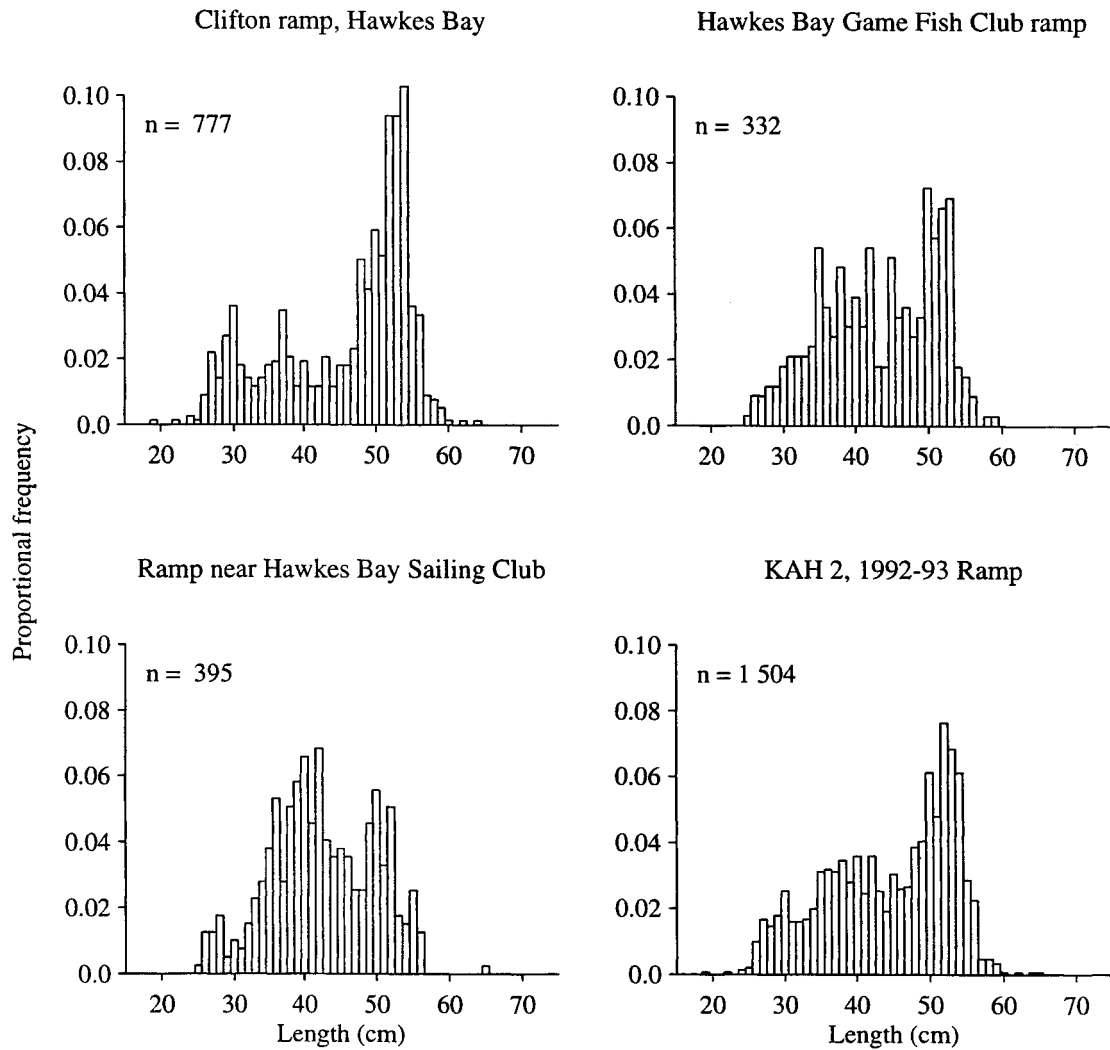 Clifton ramp, Hawkes Bay
Hawkes Bay Game Fish Club ramp
n = 777
n = 332
0.10
0.08
0.06
0.04
0.02
0.0
20 30 40 50 60 70
0.10
0.08
0.06
0.04
0.02
0.0
20 30 40 50 60 70
Proportional frequency
Ramp near Hawkes Bay Sailing Club
KAH 2, 1992-93 Ramp
n = 395
n = 1 504
0.10
0.08
0.06
0.04
0.02
0.0
20 30 40 50 60 70
Length (cm)
0.10
0.08
0.06
0.04
0.02
0.0
20 30 40 50 60 70
Length (cm)